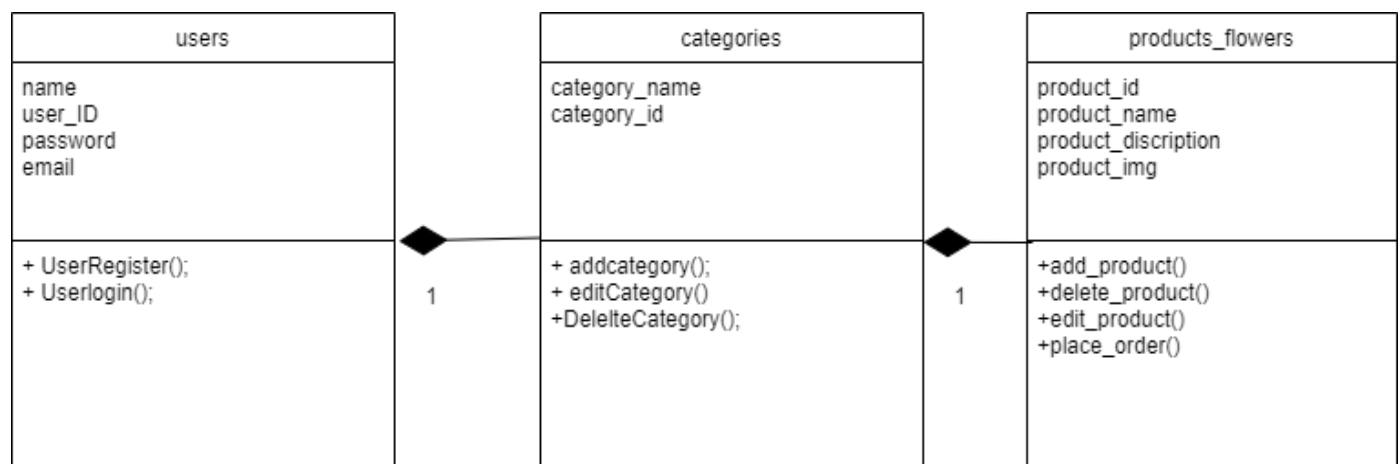 users
name
user_ID
password
email
+ UserRegister();
+ Userlogin();
1
categories
category_name
category_id
+ addcategory();
+ editCategory()
+DelelteCategory();
1
products_flowers
product_id
product_name
product_discription
product_img
+add_product()
+delete_product()
+edit_product()
+place_order()